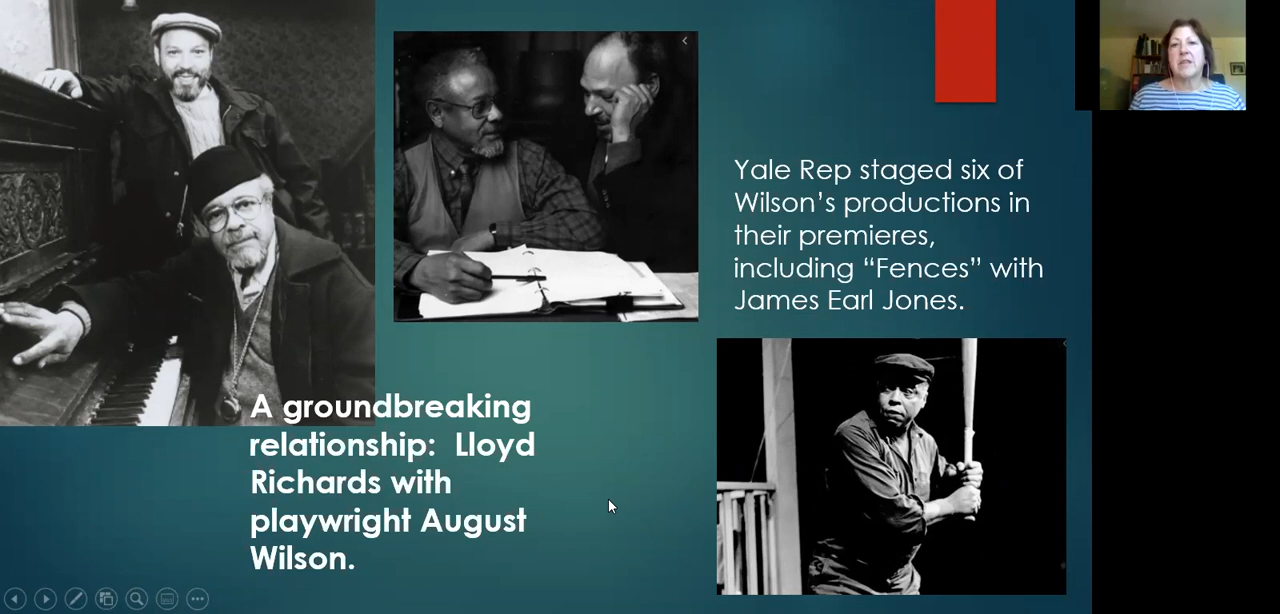 Yale Rep staged six of
Wilson’s productions in
their premieres,
including “Fences” with
James Earl Jones.
A groundbreaking
relationship:  Lloyd
Richards with
playwright August
Wilson.